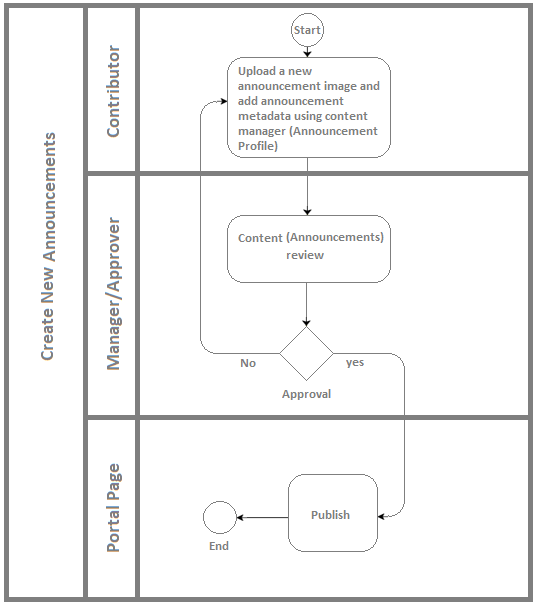 Create New Announcements
Contributor
Start
Upload a new
announcement image and
add announcement
metadata using content
manager (Announcement
Profile)
Manager/Approver
Content (Announcements)
review
No
yes
Approval
Portal Page
Publish
End